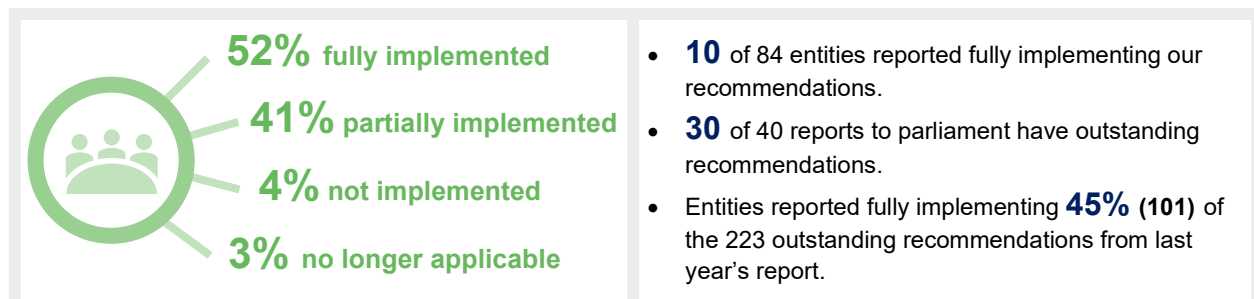 52% fully implemented
41% partially implemented
4% not implemented
3% no longer applicable
• 10 of 84 entities reported fully implementing our
recommendations.
• 30 of 40 reports to parliament have outstanding
recommendations.
• Entities reported fully implementing 45% (101) of
the 223 outstanding recommendations from last
year’s report.